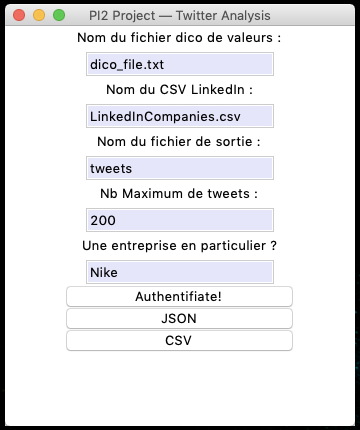 PI2 Project — Twitter Analysis
Nom du fichier dico de valeurs :
dico_file.txt
Nom du CSV LinkedIn :
LinkedInCompanies.csv
Nom du fichier de sortie :
tweets
Nb Maximum de tweets :
200
Une entreprise en particulier ?
Nike
Authentifiate!
JSON
CSV